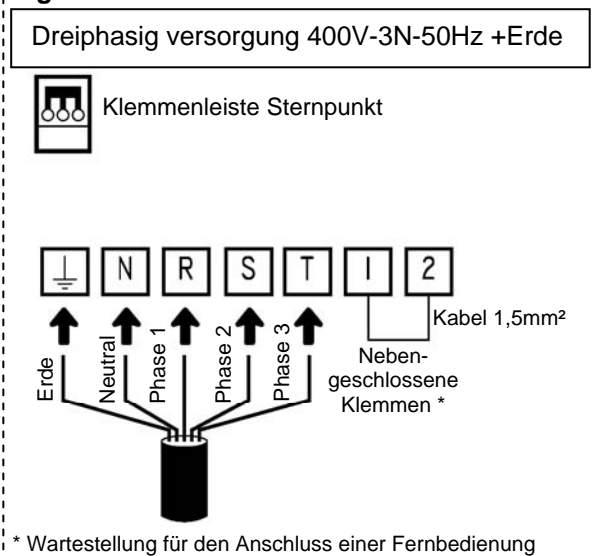 Dreiphasig versorgung 400V-3N-50Hz +Erde
Klemmenleiste Sternpunkt
⏚ N R S T 1 2
Kabel 1,5mm²
Erde
Neutral
Phase 1
Phase 2
Phase 3
Neben-
geschlossene
Klemmen *
* Wartestellung für den Anschluss einer Fernbedienung